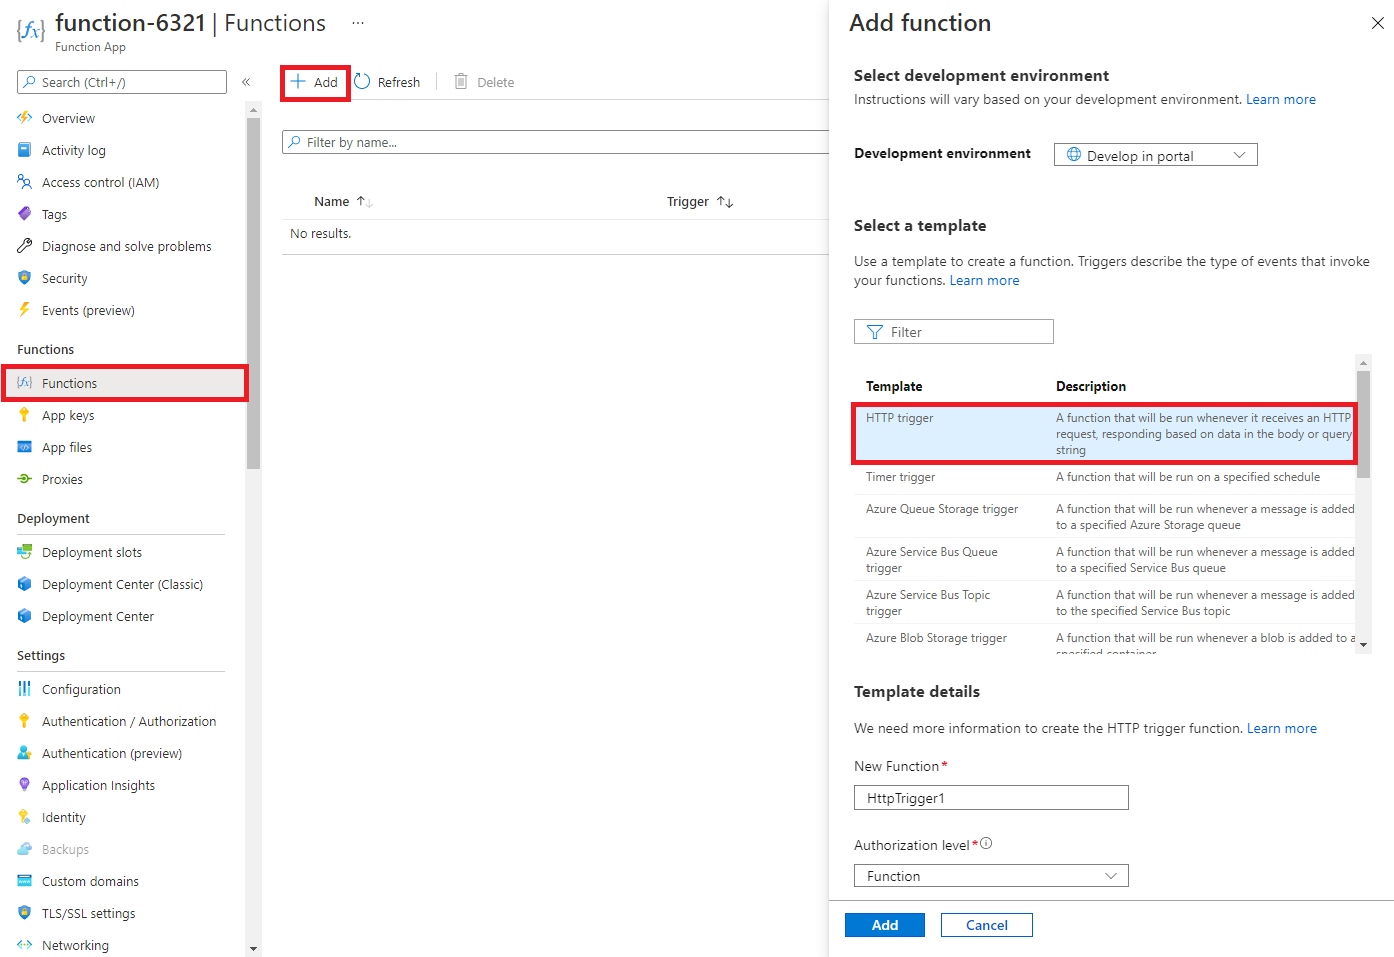 function-6321 | Functions ...
Function App
Search (Ctrl+/)
«
Overview
Activity log
Access control (IAM)
Tags
Diagnose and solve problems
Security
Events (preview)
Functions
Functions
App keys
App files
Proxies
Deployment
Deployment slots
Deployment Center (Classic)
Deployment Center
Settings
Configuration
Authentication / Authorization
Authentication (preview)
Application Insights
Identity
Backups
Custom domains
TLS/SSL settings
Networking
Add Refresh Delete
Filter by name...
Name Trigger
No results.
Add function
Select development environment
Instructions will vary based on your development environment. Learn more
Development environment Develop in portal
Select a template
Use a template to create a function. Triggers describe the type of events that invoke
your functions. Learn more
Filter
Template Description
HTTP trigger A function that will be run whenever it receives an HTTP
request, responding based on data in the body or query
string
Timer trigger A function that will be run on a specified schedule
Azure Queue Storage trigger A function that will be run whenever a message is added
to a specified Azure Storage queue
Azure Service Bus Queue A function that will be run whenever a message is added
trigger to a specified Service Bus queue
Azure Service Bus Topic A function that will be run whenever a message is added
trigger to the specified Service Bus topic
Azure Blob Storage trigger A function that will be run whenever a blob is added to a
specified container
Template details
We need more information to create the HTTP trigger function. Learn more
New Function*
HttpTrigger1
Authorization level*
Function
Add Cancel